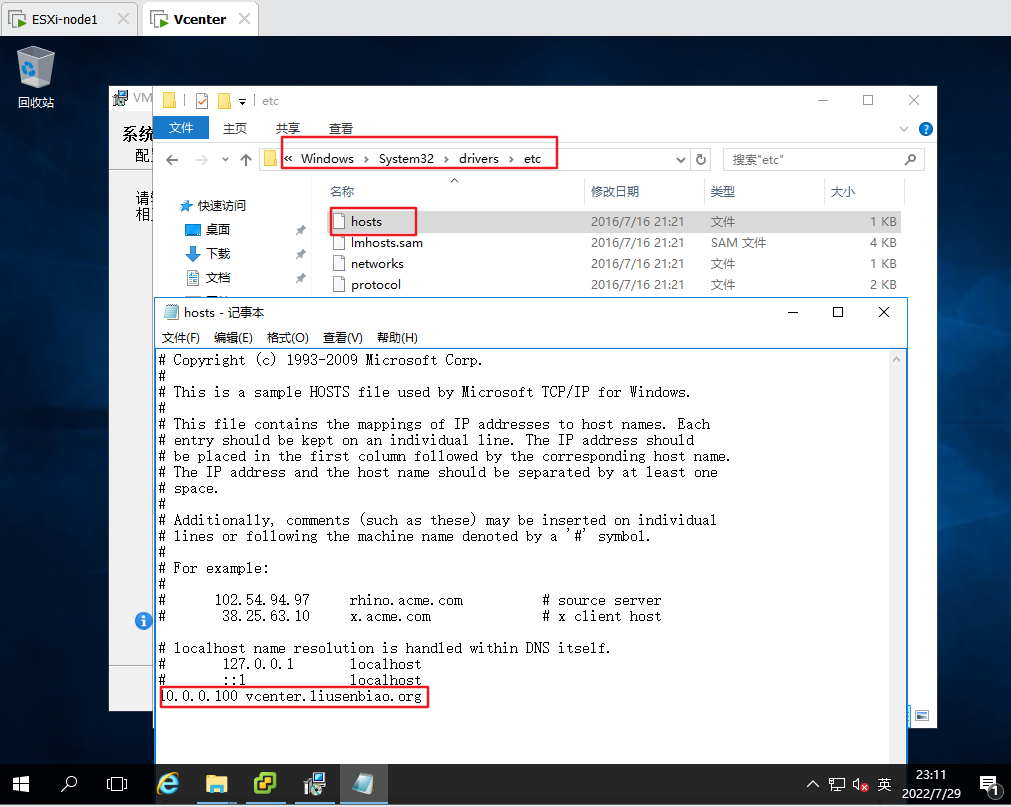 ESXi-node1
Vcenter
回收站
VM
etc
文件 主页 共享 查看
« Windows › System32 › drivers › etc
搜索"etc"
系统
配
请
相
名称 修改日期 类型 大小
快速访问
桌面
下载
文档
hosts 2016/7/16 21:21 文件 1 KB
lmhosts.sam 2016/7/16 21:21 SAM 文件 4 KB
networks 2016/7/16 21:21 文件 1 KB
protocol 2016/7/16 21:21 文件 2 KB
hosts - 记事本
文件(F) 编辑(E) 格式(O) 查看(V) 帮助(H)
# Copyright (c) 1993-2009 Microsoft Corp.
#
# This is a sample HOSTS file used by Microsoft TCP/IP for Windows.
#
# This file contains the mappings of IP addresses to host names. Each
# entry should be kept on an individual line. The IP address should
# be placed in the first column followed by the corresponding host name.
# The IP address and the host name should be separated by at least one
# space.
#
# Additionally, comments (such as these) may be inserted on individual
# lines or following the machine name denoted by a '#' symbol.
#
# For example:
#
# 102.54.94.97 rhino.acme.com # source server
# 38.25.63.10 x.acme.com # x client host
# localhost name resolution is handled within DNS itself.
# 127.0.0.1 localhost
# ::1 localhost
10.0.0.100 vcenter.liusenbiao.org
英
23:11
2022/7/29
1